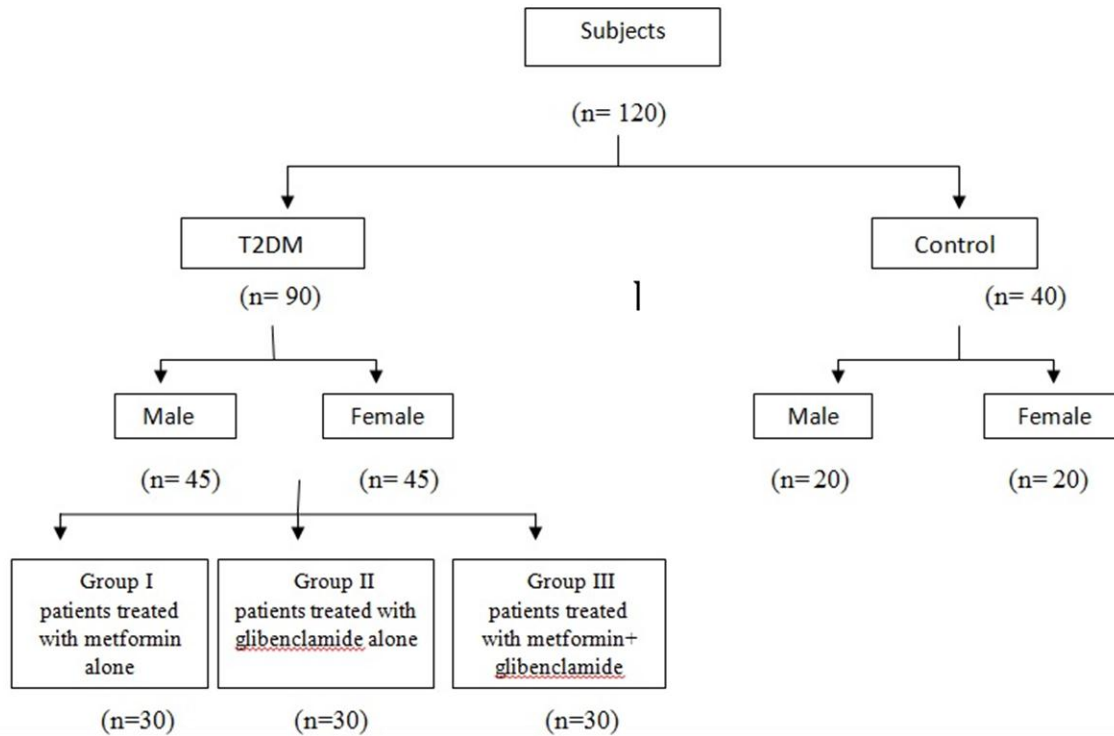 Subjects
(n= 120)
T2DM
Control
(n= 90)
(n= 40)
Male
Female
Male
Female
(n= 45)
(n= 45)
(n= 20)
(n= 20)
Group I
patients treated
with metformin
alone
Group II
patients treated with
glibenclamide alone
Group III
patients treated
with metformin+
glibenclamide
(n=30)
(n=30)
(n=30)